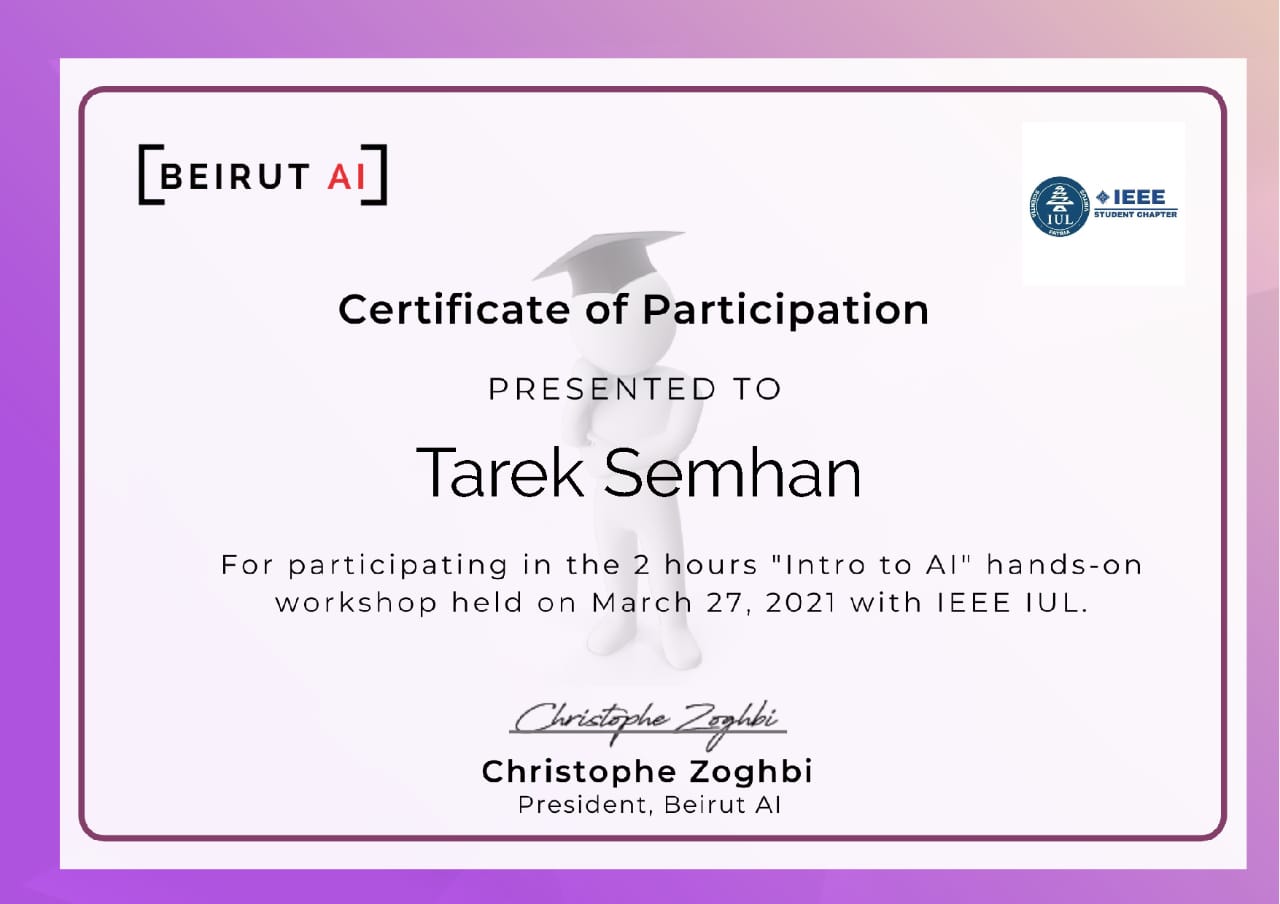 [BEIRUT AI]
IUL
PATRIA
IEEE
STUDENT CHAPTER
Certificate of Participation
PRESENTED TO
Tarek Semhan
For participating in the 2 hours "Intro to AI" hands-on
workshop held on March 27, 2021 with IEEE IUL.
Christophe Zoghbi
Christophe Zoghbi
President, Beirut AI